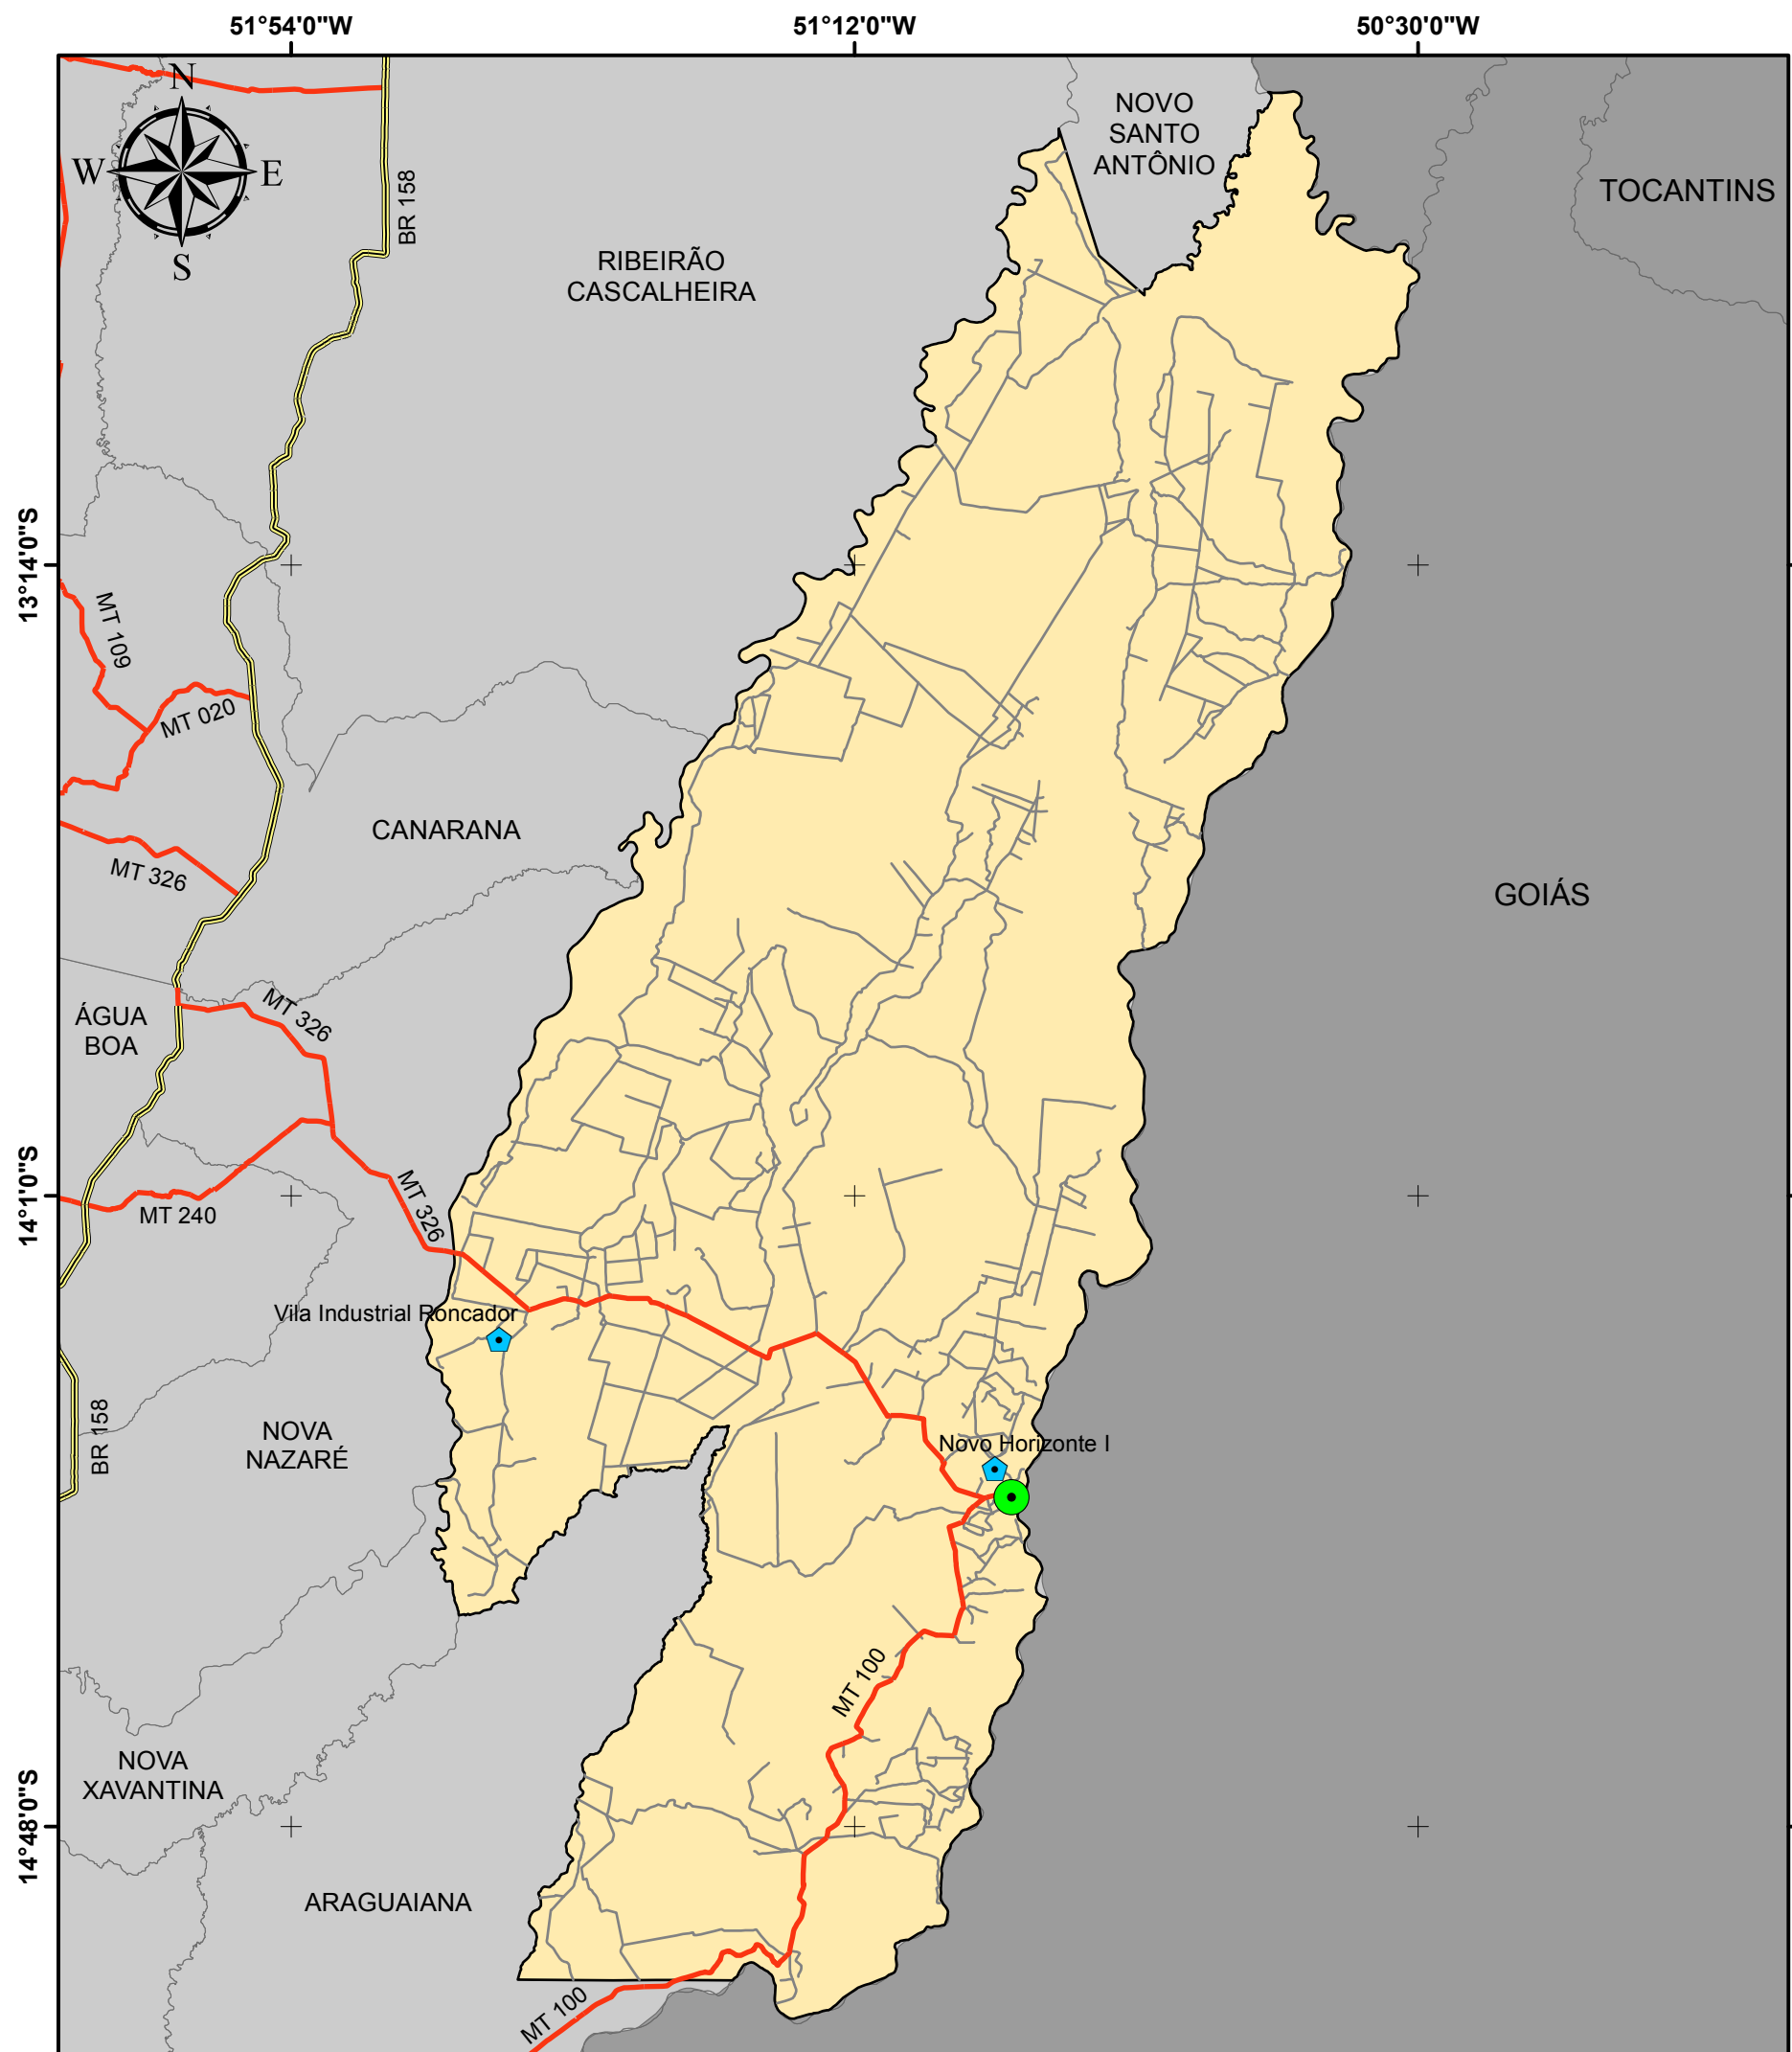 51°54'0"W
51°12'0"W
50°30'0"W
N
W
E
S
BR 158
NOVO
SANTO
ANTÔNIO
TOCANTINS
RIBEIRÃO
CASCALHEIRA
13°14'0"S
MT 109
MT 020
CANARANA
MT 326
GOIÁS
ÁGUA
BOA
MT 326
14°1'0"S
MT 240
MT 326
Vila Industrial Roncador
BR 158
NOVA
NAZARÉ
Novo Horizonte I
MT 100
NOVA
XAVANTINA
14°48'0"S
ARAGUAIANA
MT 100